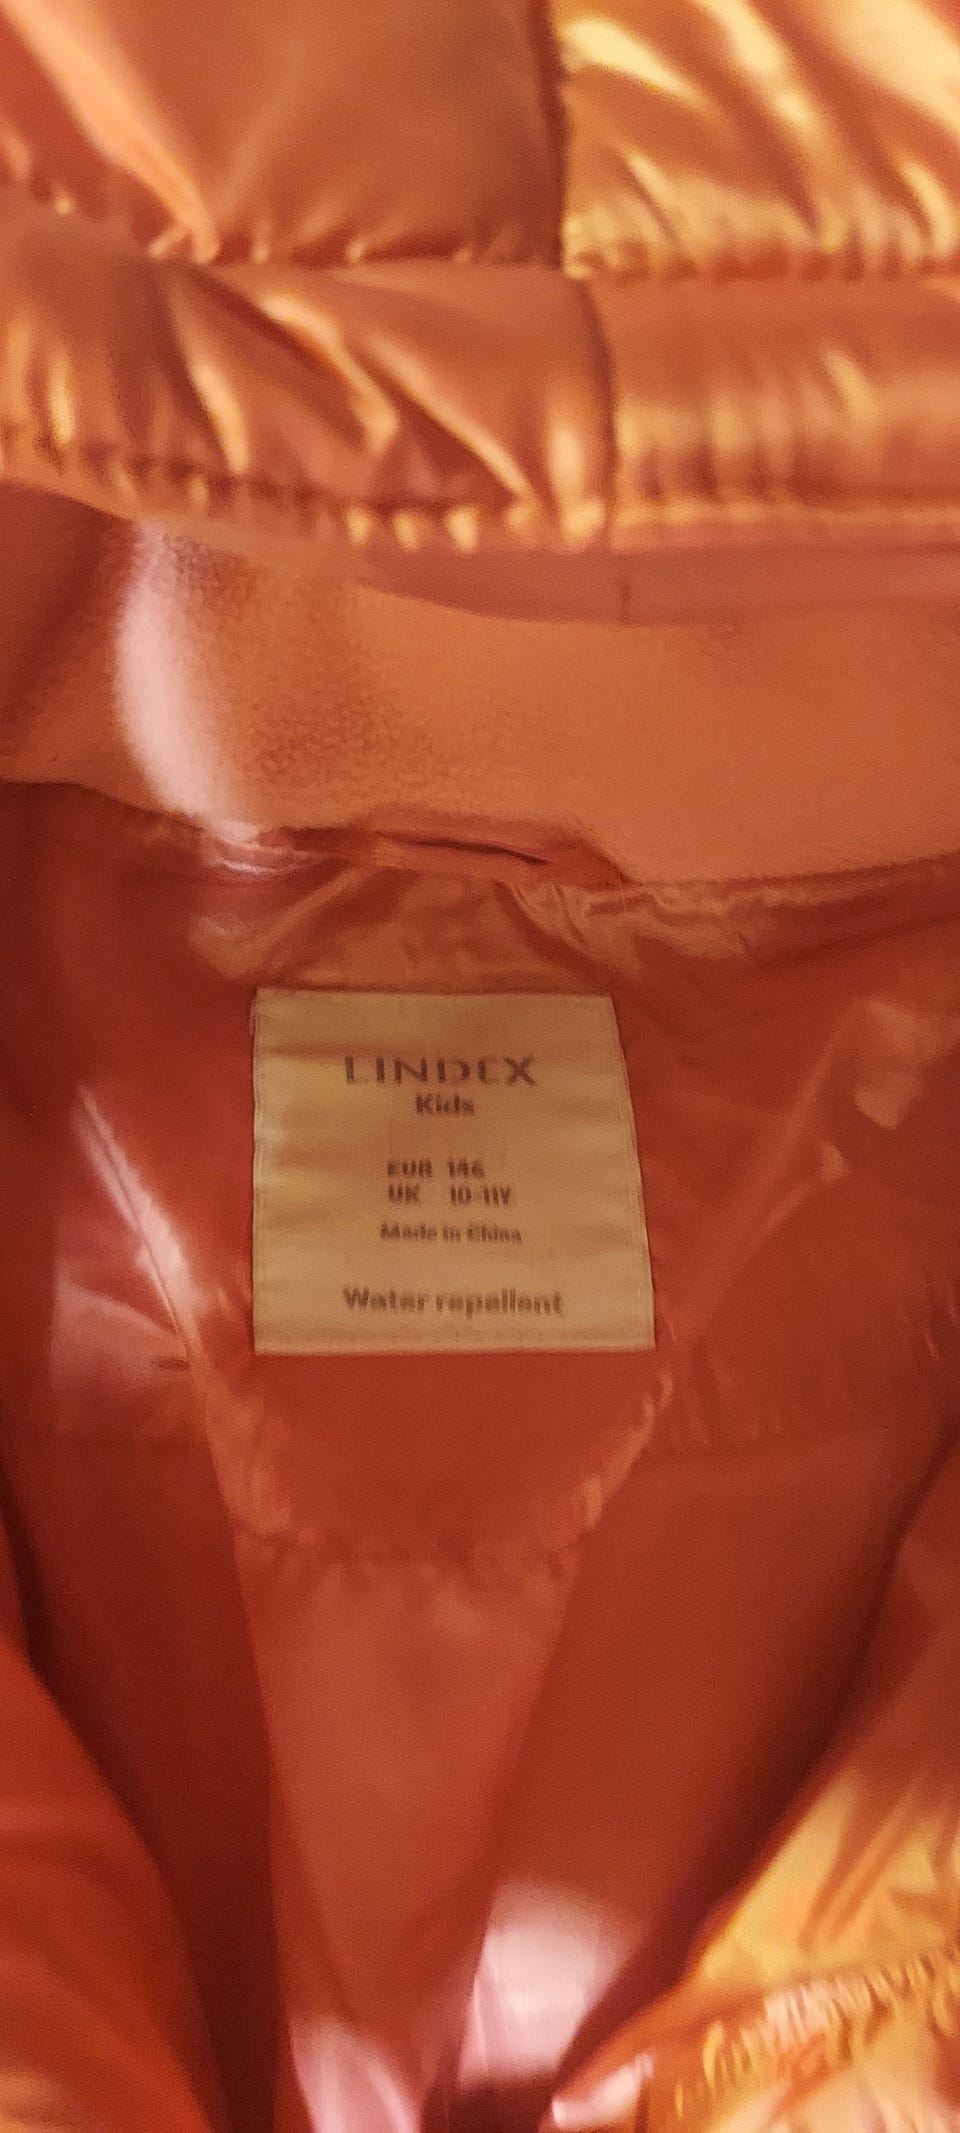 LINDEX
Kids
EUR 146
UK 10-11Y
Made in China
Water repellent